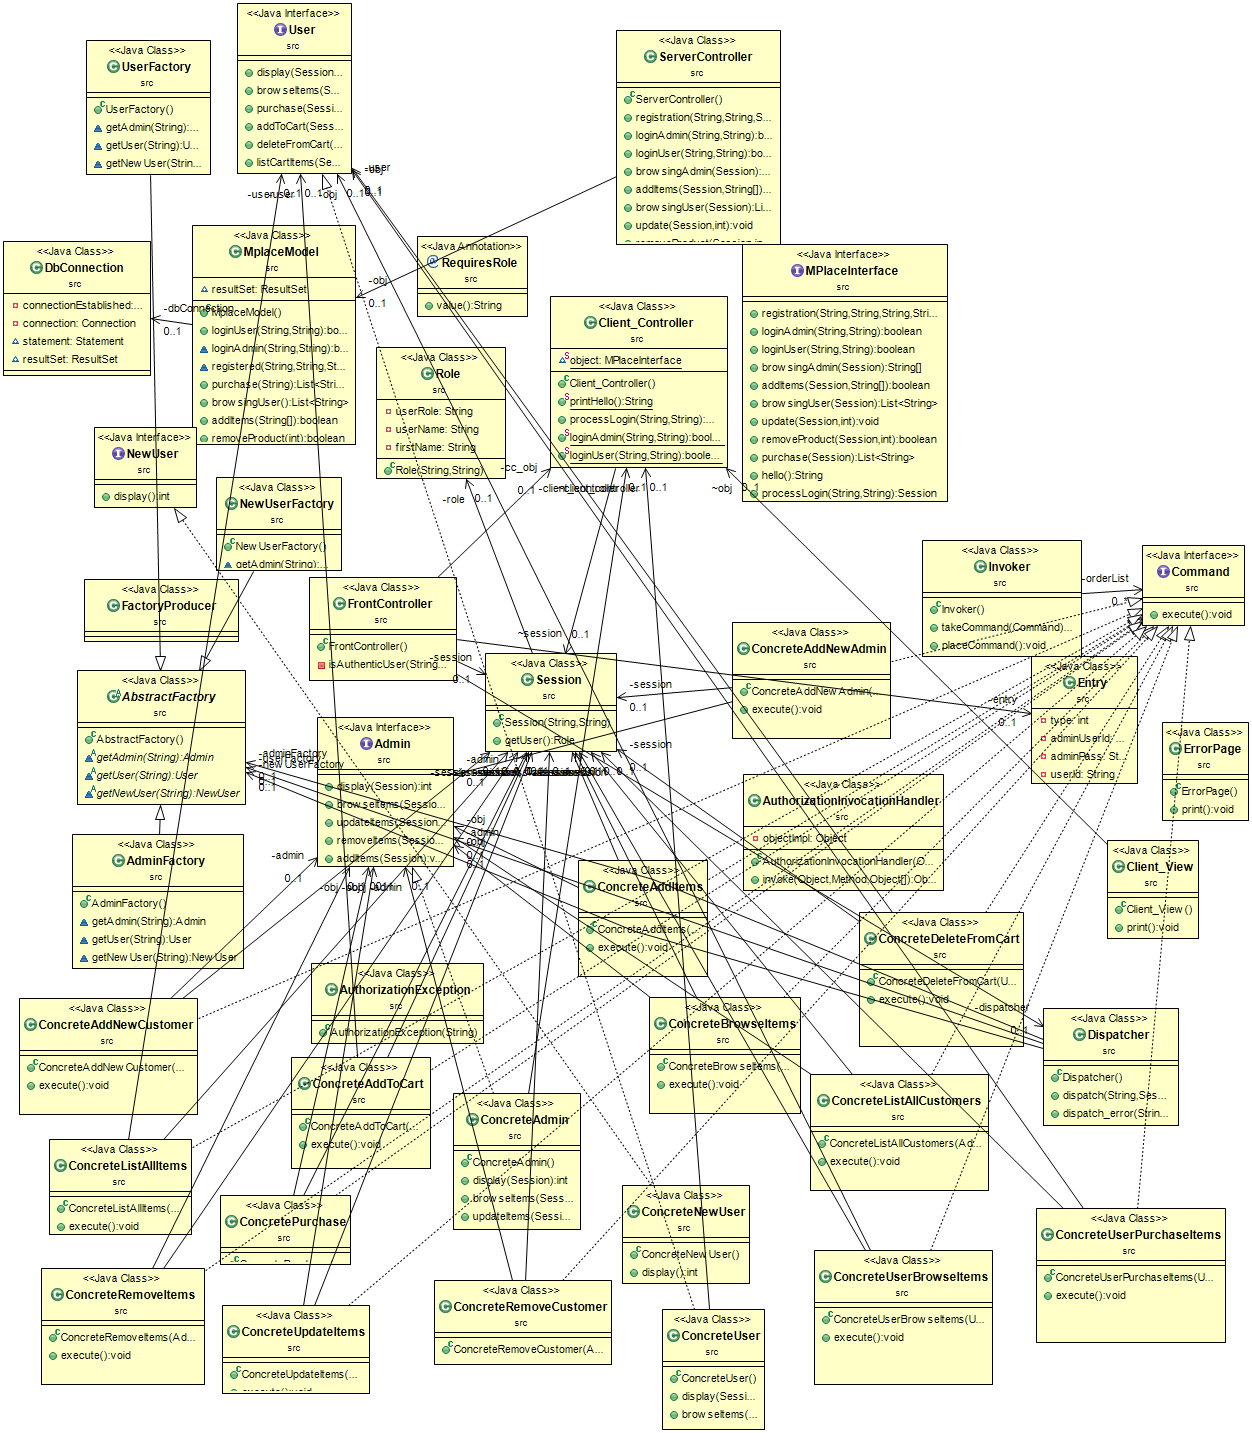 <<Java Class>>
UserFactory
src
UserFactory()
getAdmin(String):...
getUser(String):U...
getNewUser(Strin...
<<Java Interface>>
User
src
display(Session...
browseItems(S...
purchase(Sessi...
addToCart(Sess...
deleteFromCart(...
listCartItems(Se...
<<Java Class>>
ServerController
src
ServerController()
registration(String,String,S...
loginAdmin(String,String):b...
loginUser(String,String):bo...
browsingAdmin(Session):...
addItems(Session,String[])...
browsingUser(Session):Li...
update(Session,int):void
<<Java Class>>
DbConnection
src
connectionEstablished:...
connection: Connection
statement: Statement
resultSet: ResultSet
<<Java Class>>
MplaceModel
src
resultSet: ResultSet
MplaceModel()
loginUser(String,String):bo...
loginAdmin(String,String):b...
registered(String,String,St...
purchase(String):List<Stri...
browsingUser():List<String>
addItems(String[]):boolean
removeProduct(int):boolean
<<Java Annotation>>
RequiresRole
src
value():String
<<Java Interface>>
MPlaceInterface
src
registration(String,String,String,Stri...
loginAdmin(String,String):boolean
loginUser(String,String):boolean
browsingAdmin(Session):String[]
addItems(Session,String[]):boolean
browsingUser(Session):List<String>
update(Session,int):void
removeProduct(Session,int):boolean
purchase(Session):List<String>
hello():String
processLogin(String,String):Session
<<Java Class>>
Client_Controller
src
object: MPlaceInterface
Client_Controller()
printHello():String
processLogin(String,String):...
loginAdmin(String,String):bool...
loginUser(String,String):boole...
<<Java Class>>
Role
src
userRole: String
userName: String
firstName: String
Role(String,String)
<<Java Interface>>
NewUser
src
display():int
<<Java Class>>
NewUserFactory
src
NewUserFactory()
getAdmin(String):...
<<Java Class>>
FactoryProducer
src
<<Java Class>>
FrontController
src
FrontController()
isAuthenticUser(String...
<<Java Class>>
Invoker
src
Invoker()
takeCommand(Command)...
placeCommand():void
<<Java Interface>>
Command
src
execute():void
<<Java Class>>
ConcreteAddNewAdmin
src
ConcreteAddNewAdmin(...
execute():void
<<Java Class>>
Session
src
Session(String,String)
getUser():Role
<<Java Class>>
Entry
src
type: int
adminUserId: ...
adminPass: St...
userId: String
<<Java Class>>
AbstractFactory
src
AbstractFactory()
getAdmin(String):Admin
getUser(String):User
getNewUser(String):NewUser
<<Java Interface>>
Admin
src
display(Session):int
browseItems(Sessio...
updateItems(Session...
removeItems(Sessio...
addItems(Session):v...
<<Java Class>>
ErrorPage
src
ErrorPage()
print():void
<<Java Class>>
AuthorizationInvocationHandler
src
objectImpl: Object
AuthorizationInvocationHandler(O...
invoke(Object,Method,Object[]):Ob...
<<Java Class>>
AdminFactory
src
AdminFactory()
getAdmin(String):Admin
getUser(String):User
getNewUser(String):NewUser
<<Java Class>>
Client_View
src
Client_View()
print():void
<<Java Class>>
ConcreteAddItems
src
ConcreteAddItems(...
execute():void
<<Java Class>>
ConcreteDeleteFromCart
src
ConcreteDeleteFromCart(U...
execute():void
<<Java Class>>
AuthorizationException
src
AuthorizationException(String)
<<Java Class>>
ConcreteAddNewCustomer
src
ConcreteAddNewCustomer(...
execute():void
<<Java Class>>
ConcreteBrowseItems
src
ConcreteBrowseItems(...
execute():void
<<Java Class>>
Dispatcher
src
Dispatcher()
dispatch(String,Ses...
dispatch_error(Strin...
<<Java Class>>
ConcreteAddToCart
src
ConcreteAddToCart(...
execute():void
<<Java Class>>
ConcreteListAllCustomers
src
ConcreteListAllCustomers(Ad...
execute():void
<<Java Class>>
ConcreteAdmin
src
ConcreteAdmin()
display(Session):int
browseItems(Sess...
updateItems(Sessi...
<<Java Class>>
ConcreteListAllItems
src
ConcreteListAllItems(...
execute():void
<<Java Class>>
ConcreteNewUser
src
ConcreteNewUser()
display():int
<<Java Class>>
ConcretePurchase
src
<<Java Class>>
ConcreteUserPurchaseItems
src
ConcreteUserPurchaseItems(U...
execute():void
<<Java Class>>
ConcreteUserBrowseItems
src
ConcreteUserBrowseItems(U...
execute():void
<<Java Class>>
ConcreteRemoveItems
src
ConcreteRemoveItems(Ad...
execute():void
<<Java Class>>
ConcreteRemoveCustomer
src
ConcreteRemoveCustomer(A...
<<Java Class>>
ConcreteUpdateItems
src
ConcreteUpdateItems(...
execute():void
<<Java Class>>
ConcreteUser
src
ConcreteUser()
display(Sessi...
browseItems(...
-user
-obj
0..1
-dbConnection
0..1
-obj
0..1
-cc_obj
0..1
-role
0..1
-client_controller
0..1
~obj
0..1
-orderList
0..*
~session
0..1
-session
0..1
-session
0..1
-session
0..1
-entry
0..1
-adminFactory
-userFactory
-newUserFactory
0..1
-admin
0..1
-obj
-admin
0..1
-admin
0..1
-obj
-admin
0..1
-dispatcher
0..1